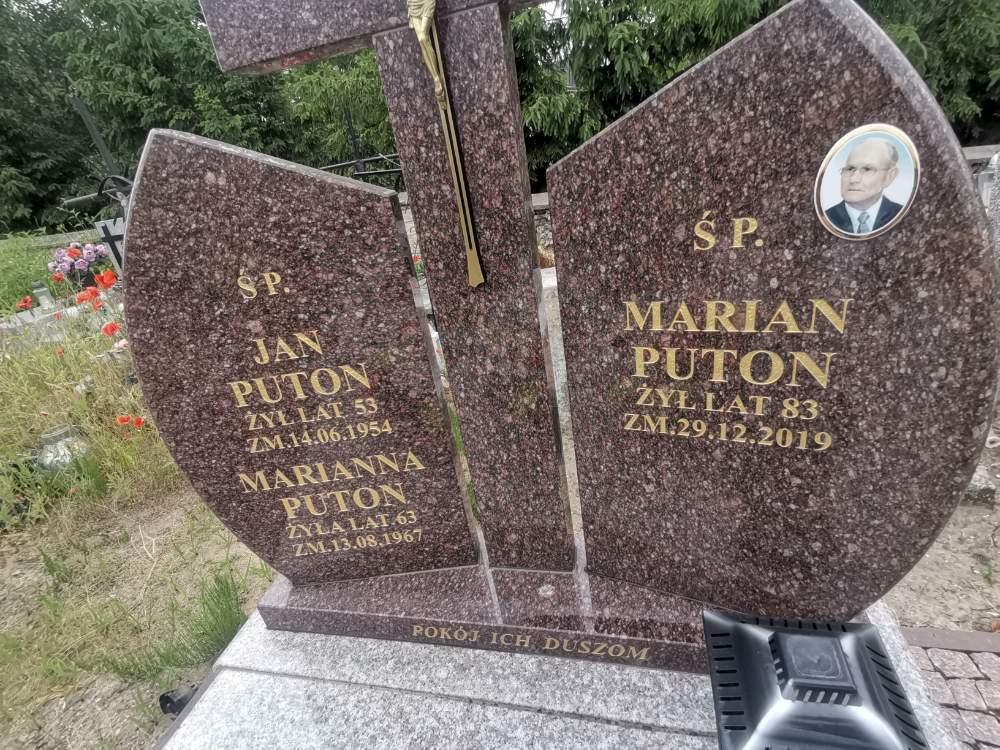 Ś P.
JAN
PUTON
ŻYŁ LAT 53
ZM.14.06.1954
MARIANNA
PUTON
ŻYŁA LAT 63
ZM.13.08.1967
Ś P.
MARIAN
PUTON
ŻYŁ LAT 83
ZM.29.12.2019
POKÓJ ICH DUSZOM